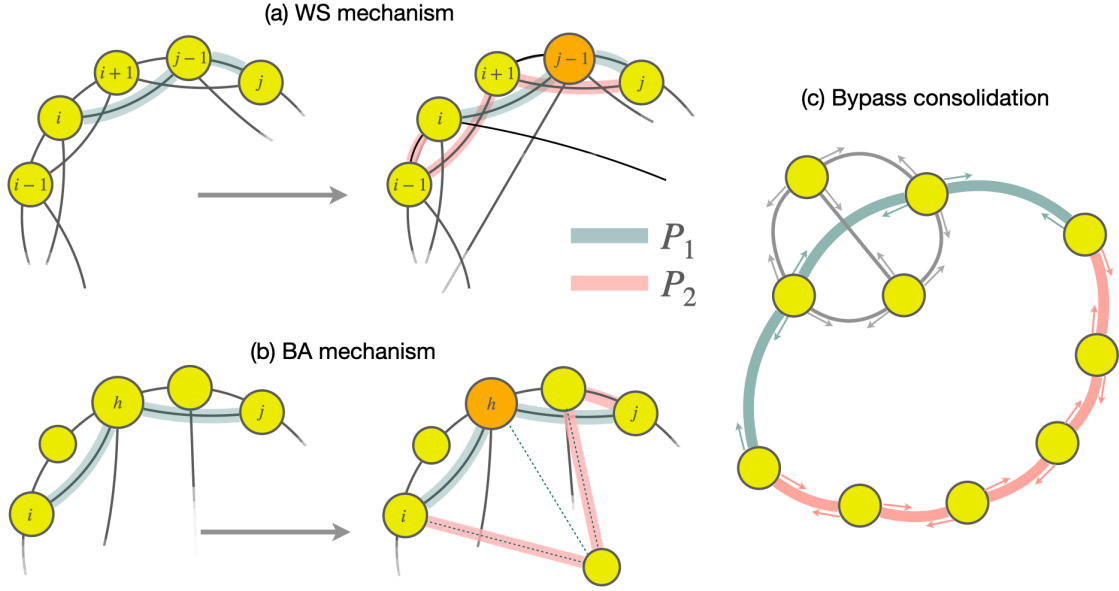 (a) WS mechanism
i − 1
i
i + 1
j − 1
j
i − 1
i
i + 1
j − 1
j
P₁
P₂
(b) BA mechanism
i
h
j
i
h
j
(c) Bypass consolidation